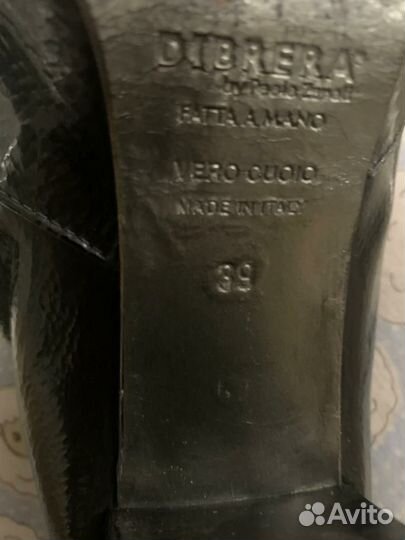 DIBRERA®
by Paolo Zanoli
FATTA A MANO
VERO CUOIO
MADE IN ITALY
39
Avito